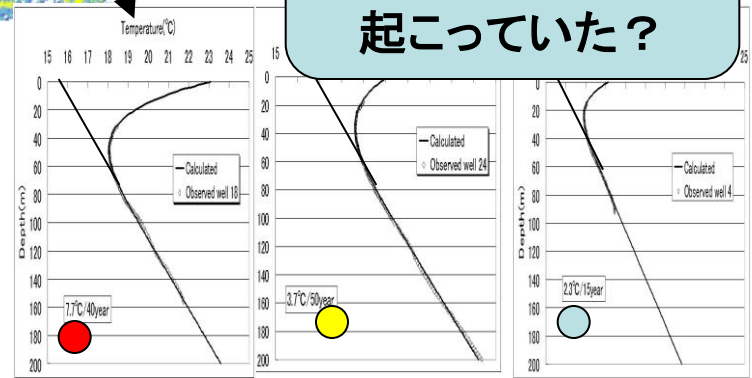 起こっていた？
Temperature(℃)
15 16 17 18 19 20 21 22 23 24 25
0
20
40
60
80
100
120
140
160
180
200
Depth(m)
Calculated
Observed well 18
7.7℃/40year
15
0
20
40
60
80
100
120
140
160
180
200
Calculated
Observed well 24
3.7℃/50year
25
0
20
40
60
80
100
120
140
160
180
200
Depth(m)
Calculated
Observed well 4
2.3℃/15year